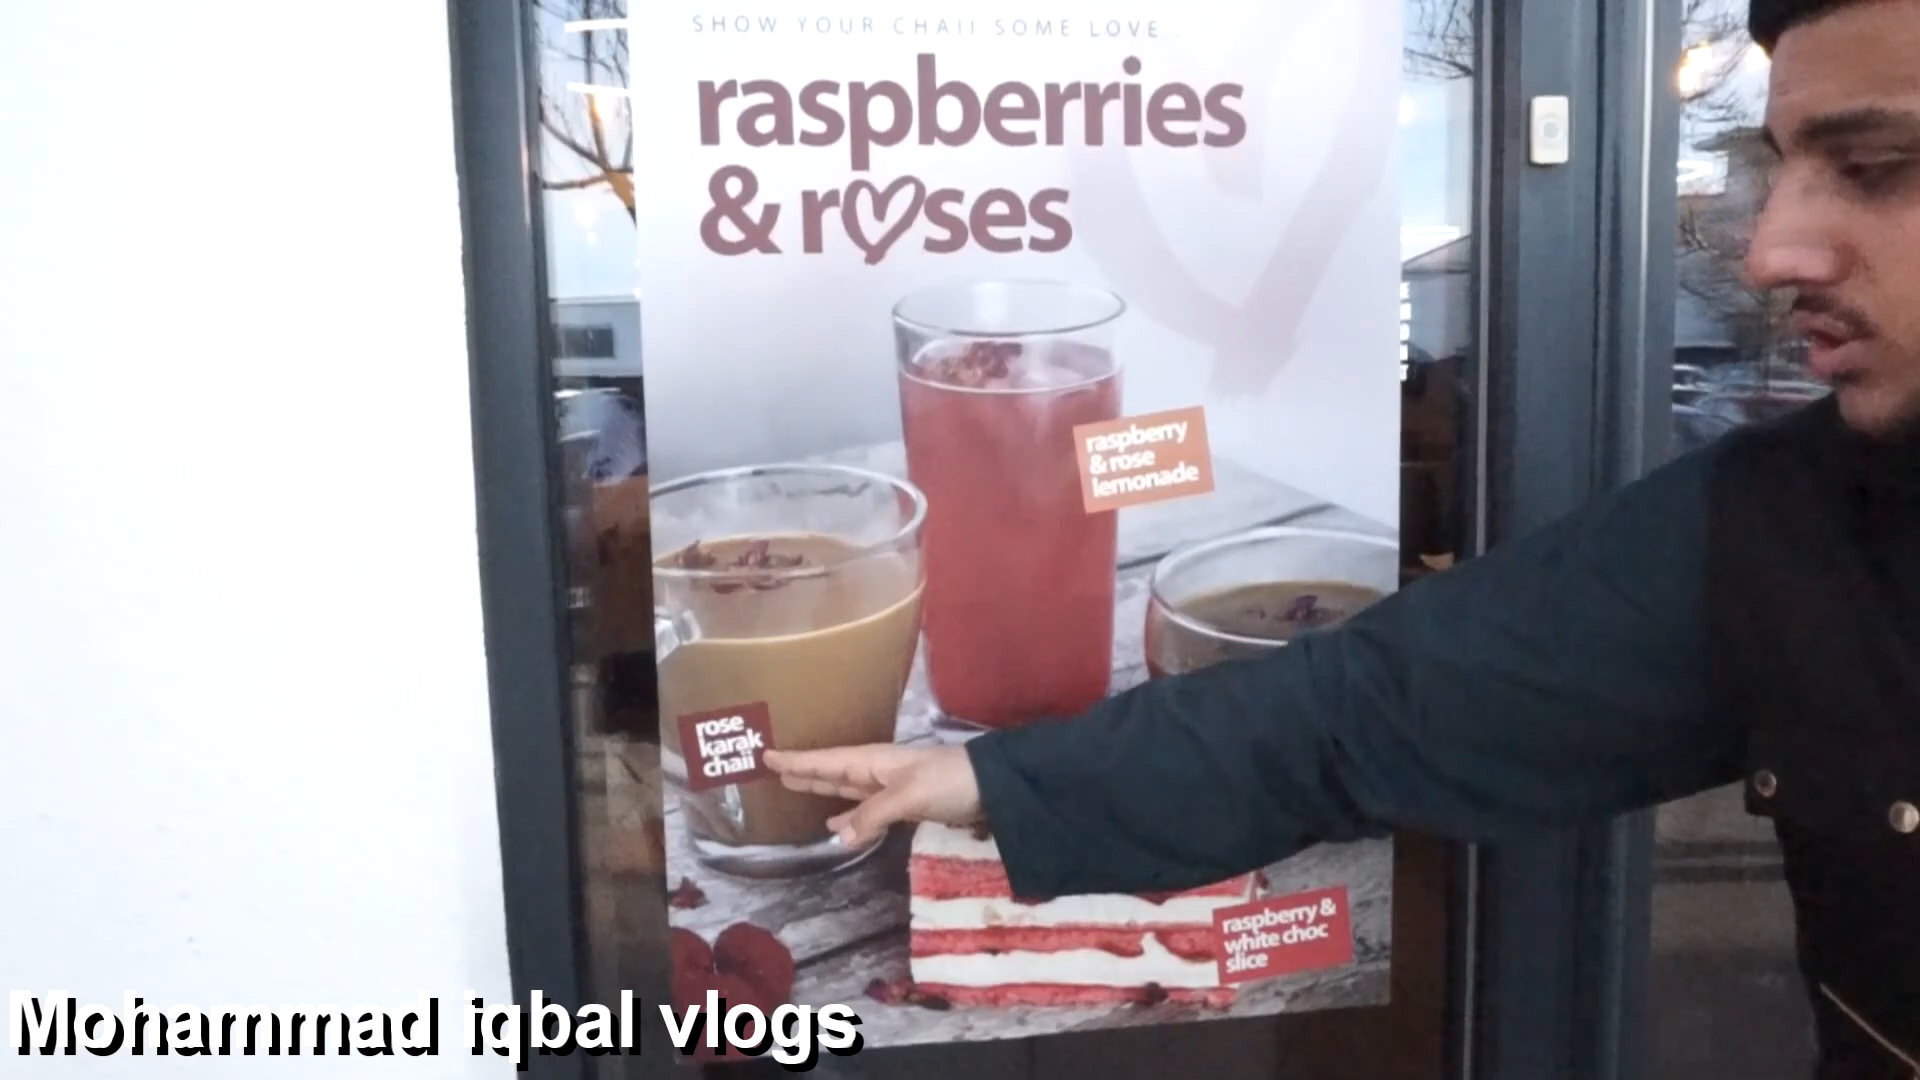 SHOW YOUR CHAII SOME LOVE..
raspberries
& roses
raspberry
& rose
lemonade
rose
karak
chaii
raspberry &
white choc
slice
Mohammad iqbal vlogs